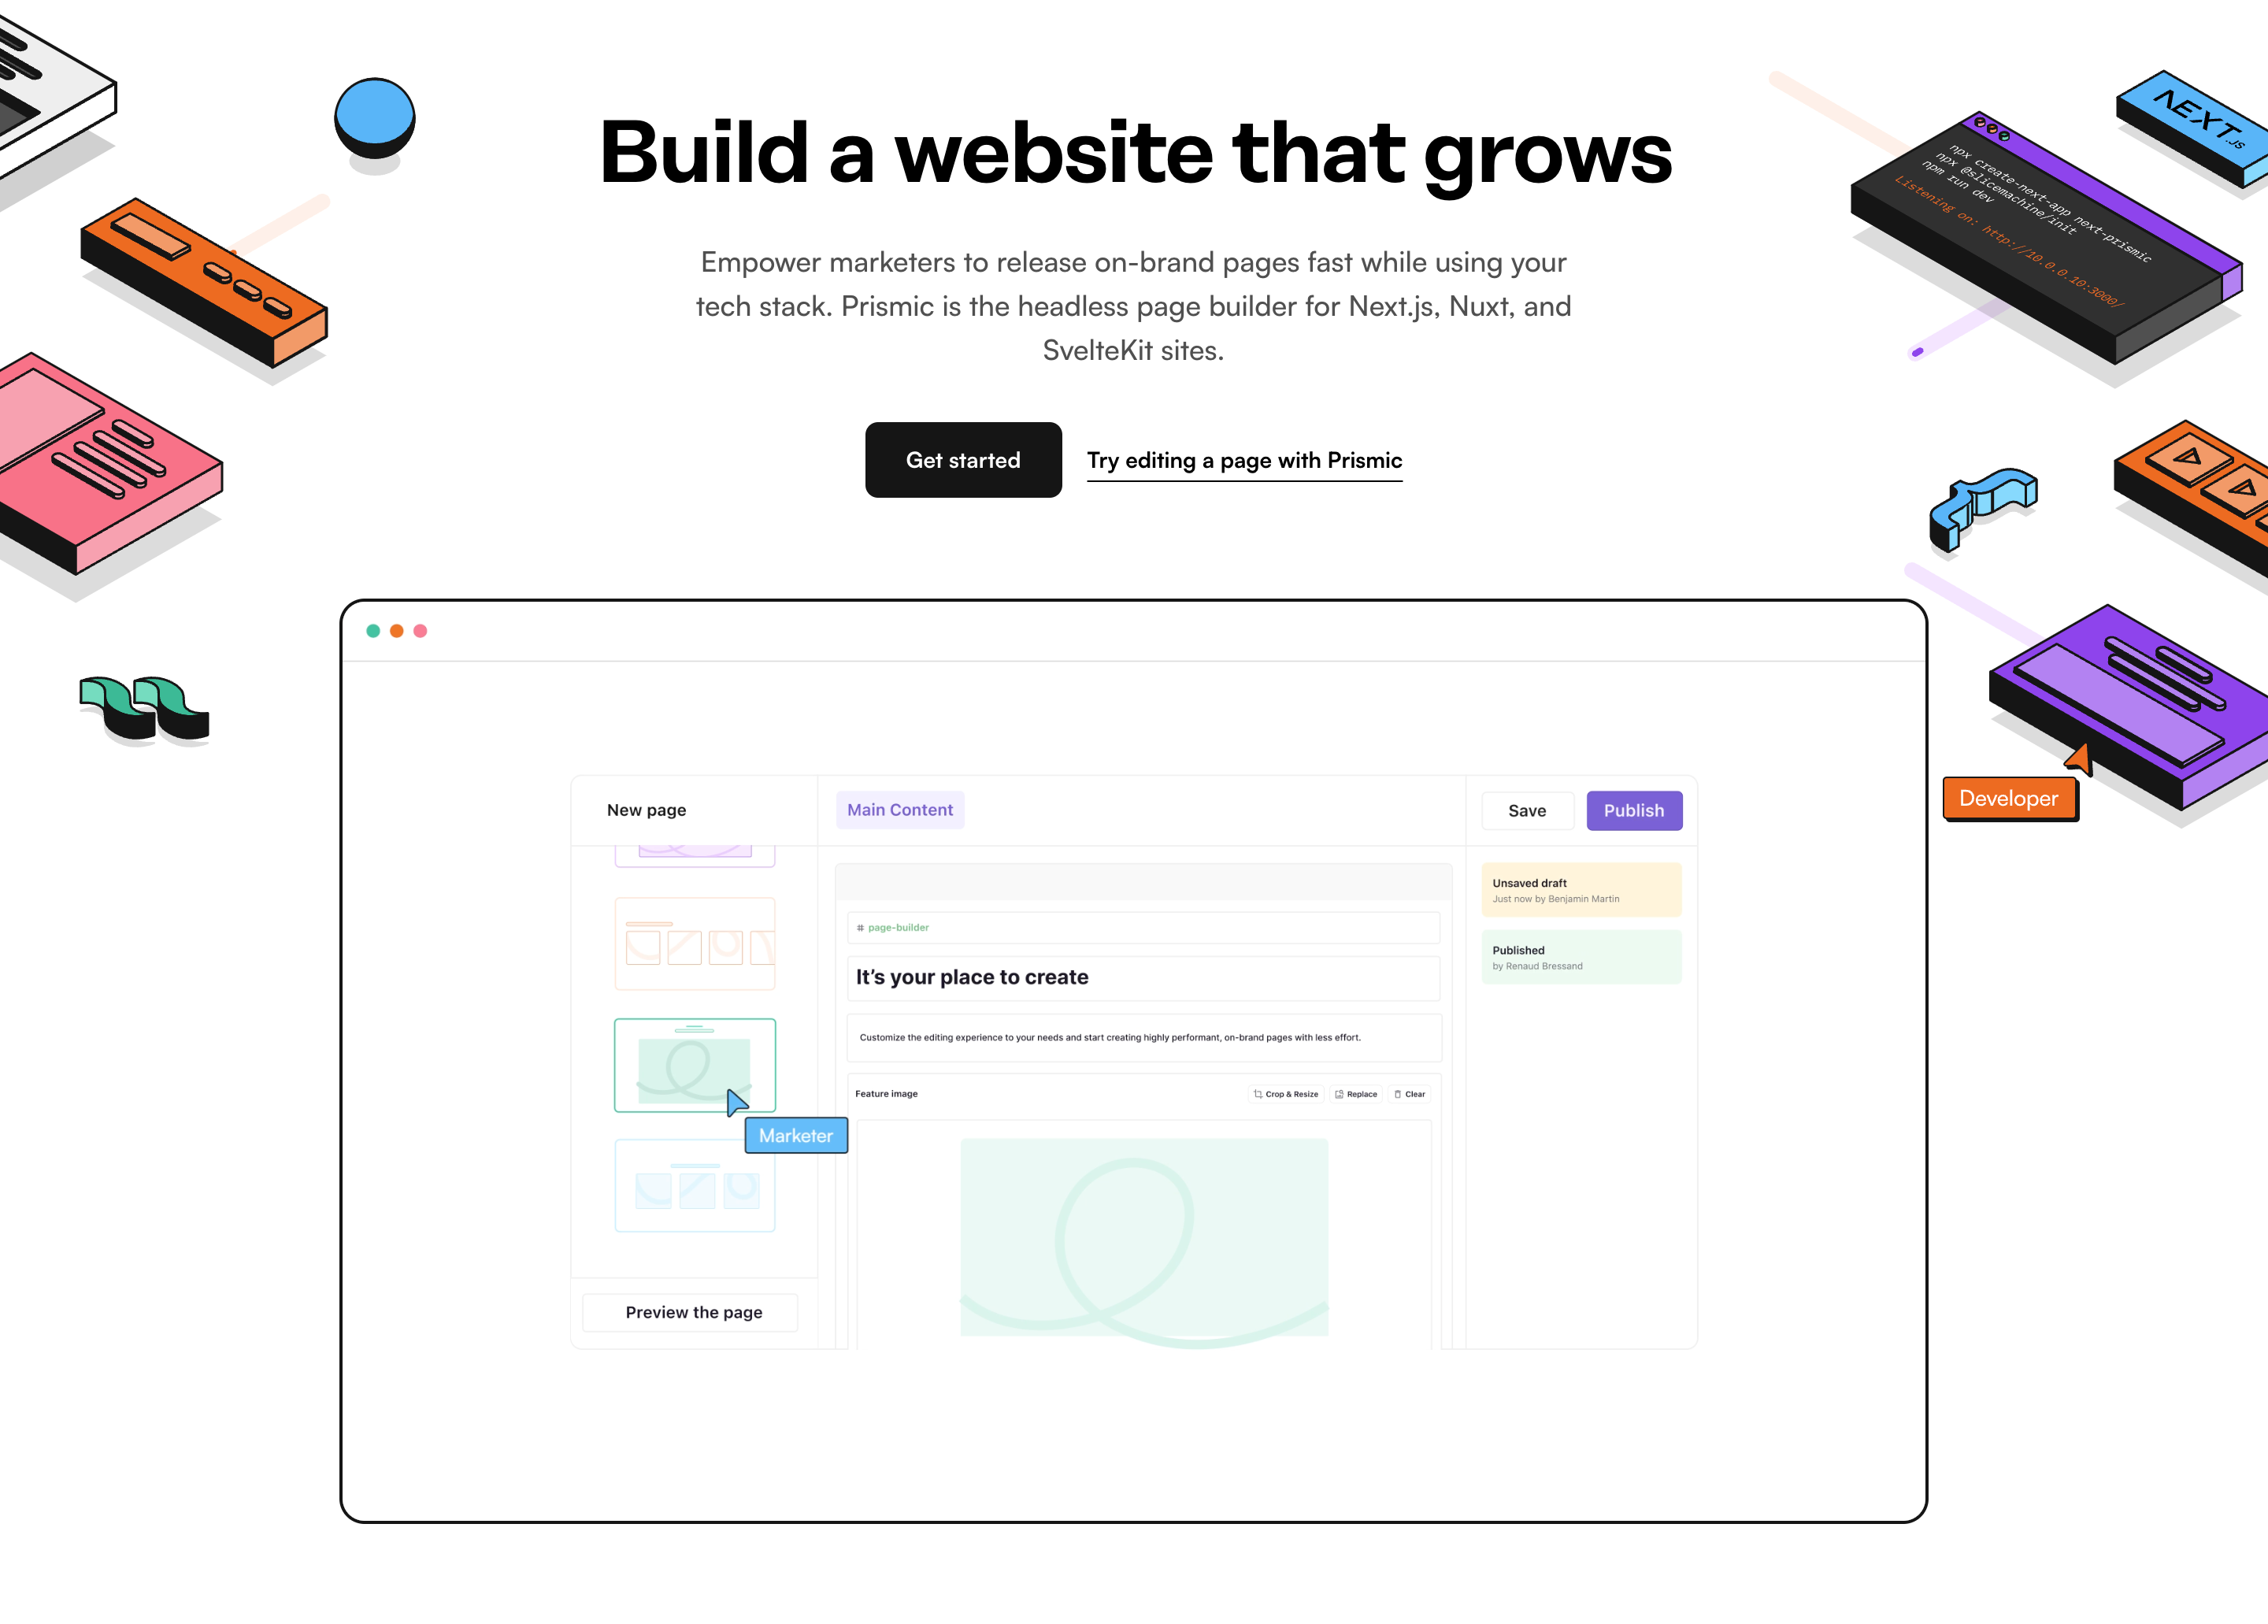 Build a website that grows
Empower marketers to release on-brand pages fast while using your
tech stack. Prismic is the headless page builder for Next.js, Nuxt, and
SvelteKit sites.
Get started
Try editing a page with Prismic
NEXT.JS
npx create-next-app next-prismic
npx @slicemachine/init
npm run dev
Listening on: http://10.0.0.10:3000/
Developer
New page
Main Content
Save
Publish
Unsaved draft
Just now by Benjamin Martin
Published
by Renaud Bressand
# page-builder
It’s your place to create
Customize the editing experience to your needs and start creating highly performant, on-brand pages with less effort.
Feature image
Crop & Resize
Replace
Clear
Marketer
Preview the page